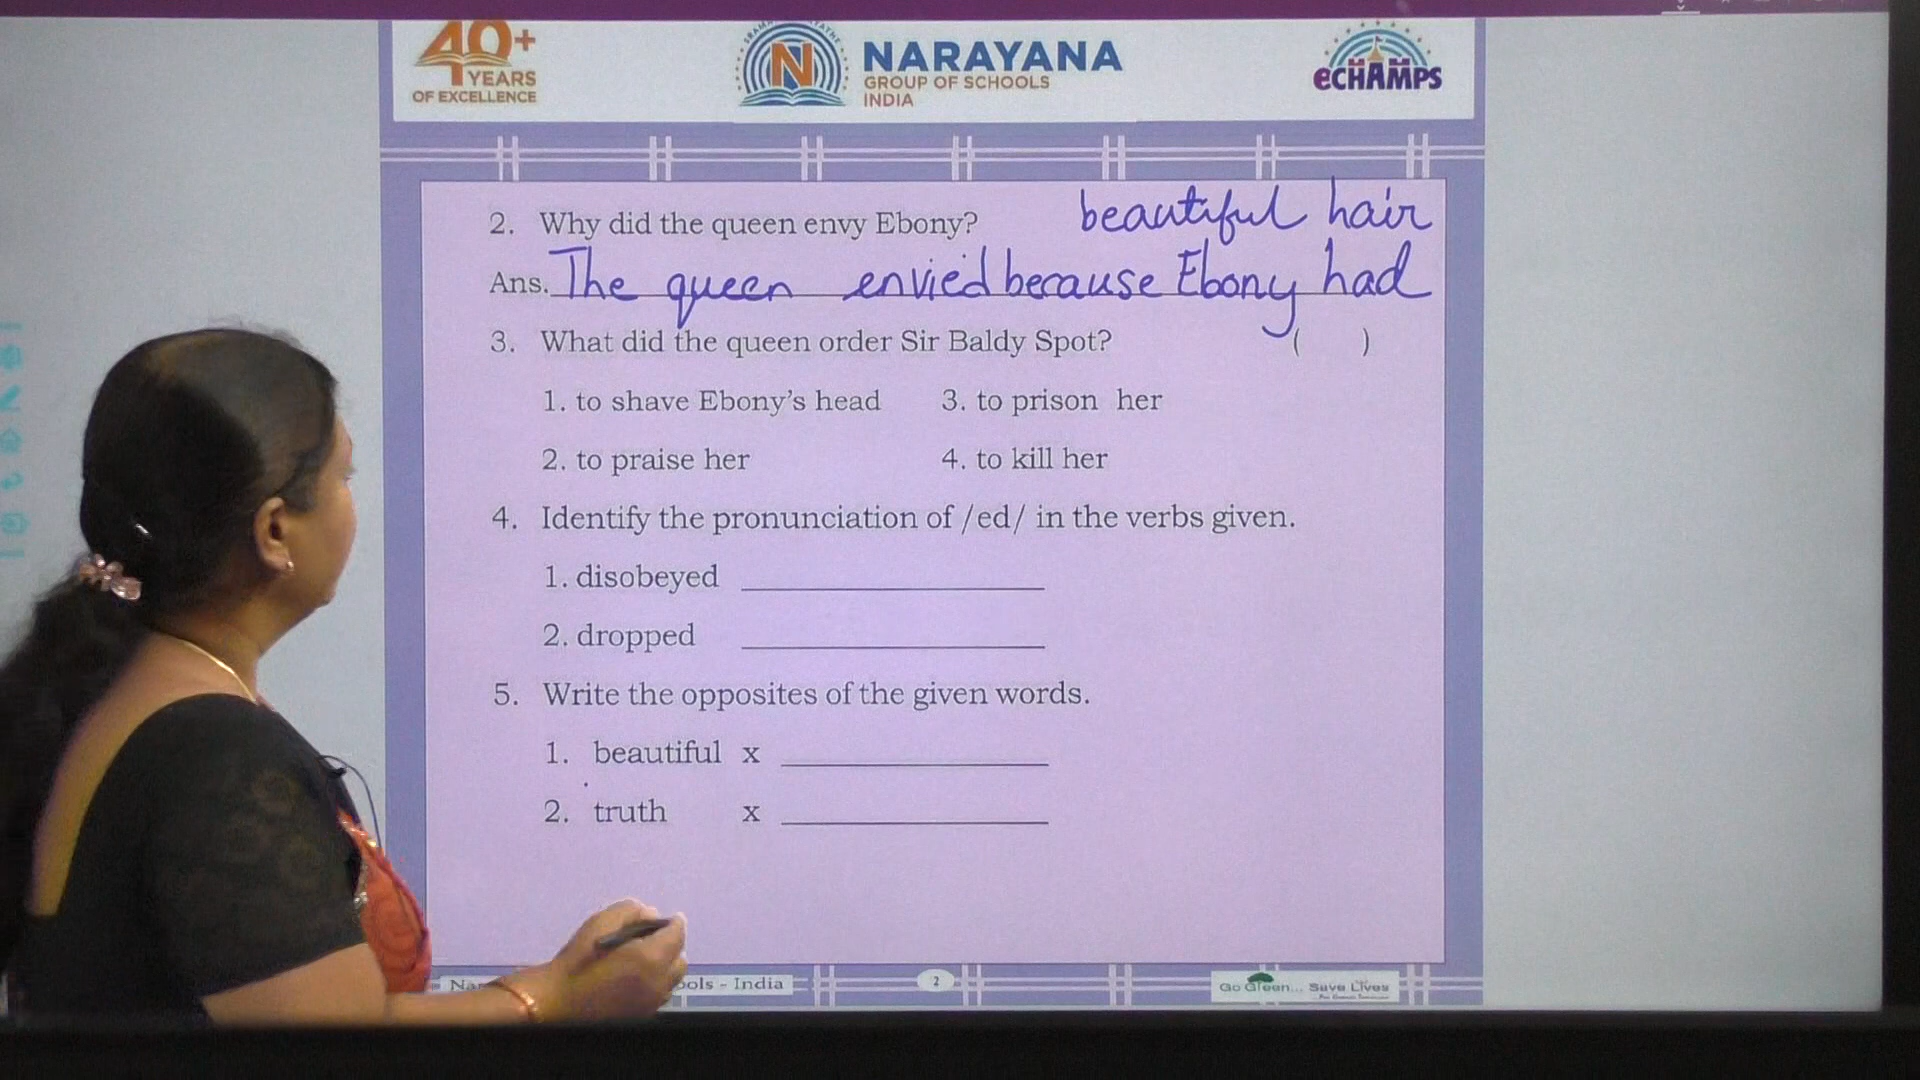 40+
YEARS
OF EXCELLENCE
N
NARAYANA
GROUP OF SCHOOLS
INDIA
eCHAMPS
2. Why did the queen envy Ebony?
beautiful hair
Ans. The queen envied because Ebony had
3. What did the queen order Sir Baldy Spot? ( )
1. to shave Ebony's head 3. to prison her
2. to praise her 4. to kill her
4. Identify the pronunciation of /ed/ in the verbs given.
1. disobeyed
2. dropped
5. Write the opposites of the given words.
1. beautiful x
2. truth x
- India
2
Go Green... Save Lives